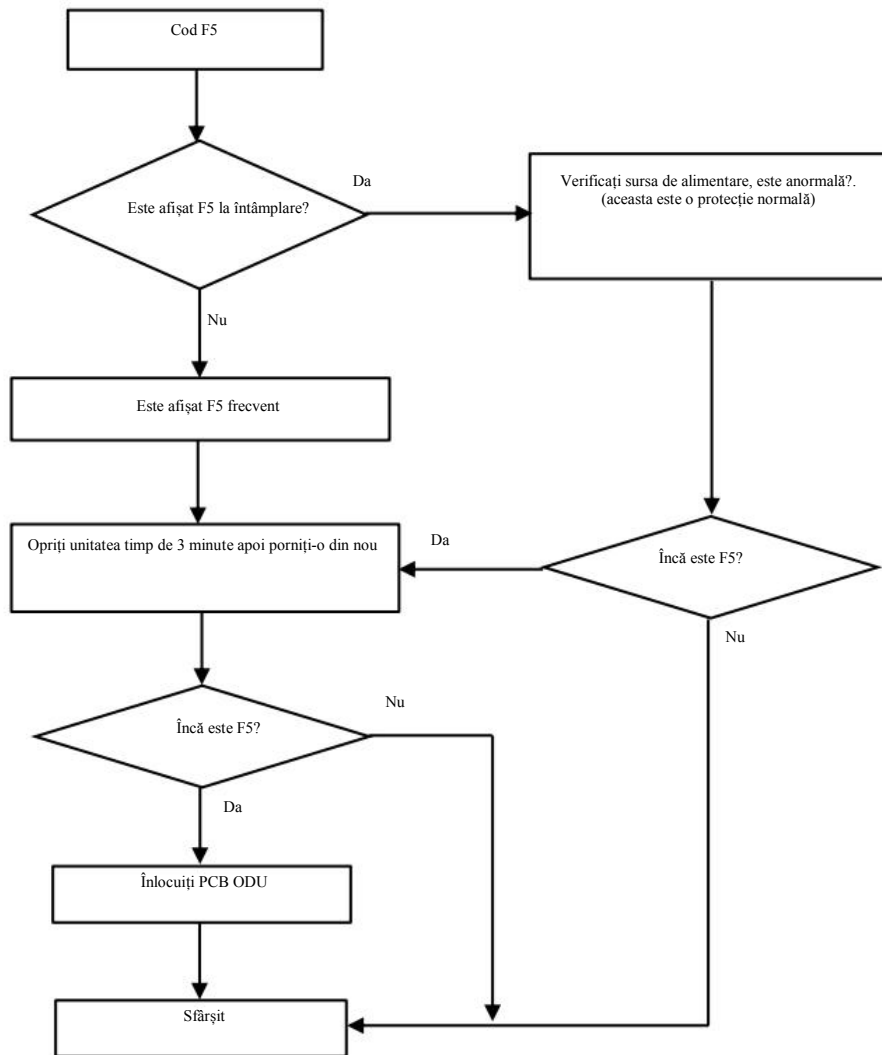 Cod F5
Este afișat F5 la întâmplare?
Da
Verificați sursa de alimentare, este anormală?.
(aceasta este o protecție normală)
Nu
Este afișat F5 frecvent
Opriți unitatea timp de 3 minute apoi porniți-o din nou
Da
Încă este F5?
Nu
Încă este F5?
Nu
Da
Înlocuiți PCB ODU
Sfârșit